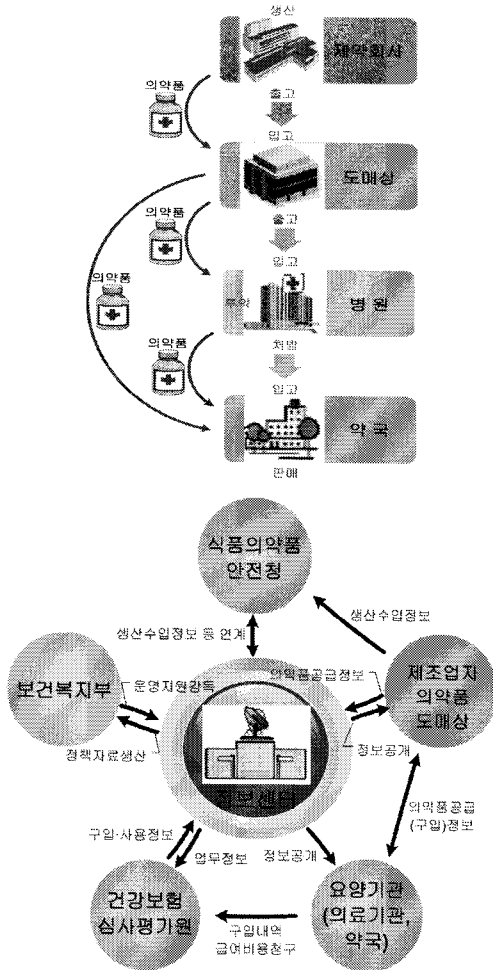 생산
제약회사
의약품
출고
입고
도매상
의약품
출고
입고
의약품
투약
병원
처방
의약품
입고
약국
판매
식품의약품
안전청
생산수입정보 등 연계
생산수입정보
보건복지부
운영지원감독
의약품공급정보
제조업자
의약품
도매상
정책자료생산
정보센터
정보공개
의약품공급
(구입)정보
구입·사용정보
업무정보
정보공개
건강보험
심사평가원
구입내역
급여비용청구
요양기관
(의료기관,
약국)